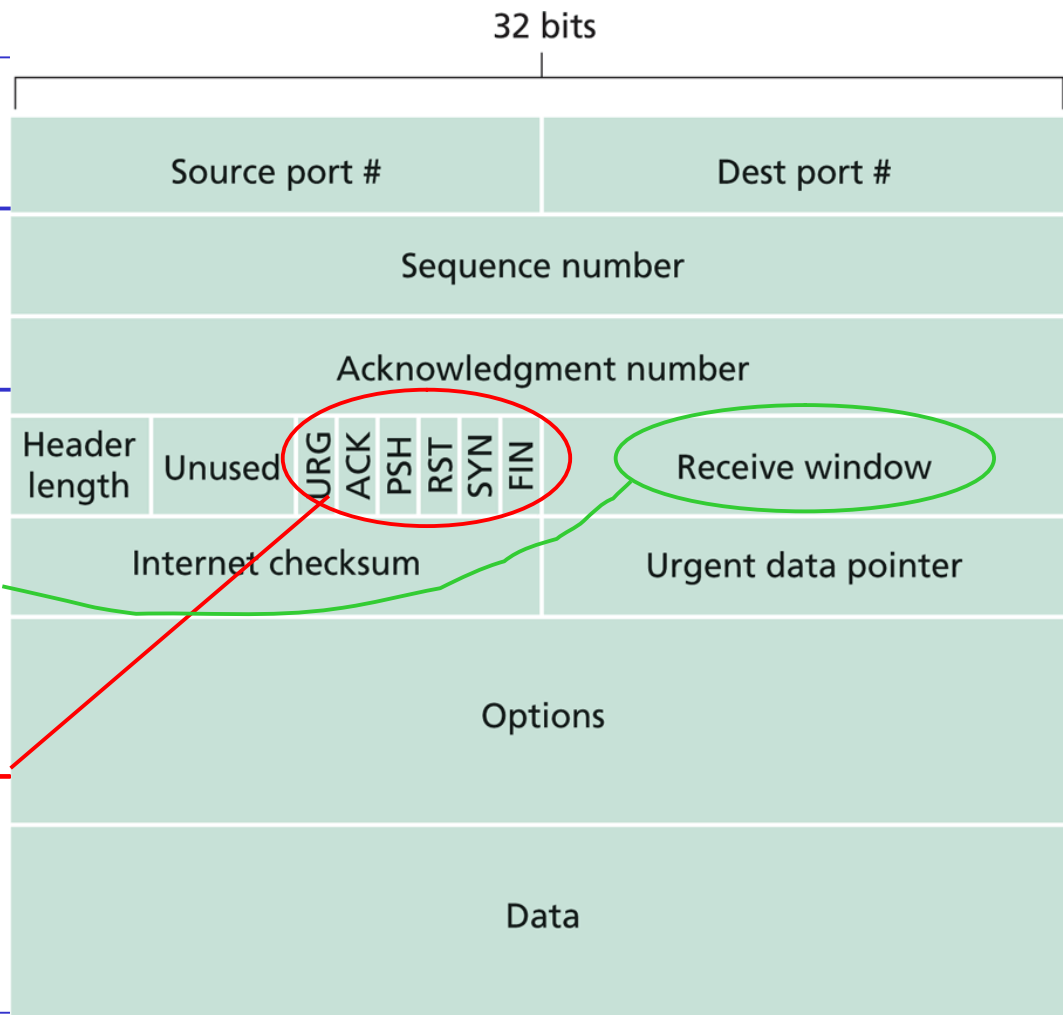 32 bits
Source port #
Dest port #
Sequence number
Acknowledgment number
Header
length
Unused
URG
ACK
PSH
RST
SYN
FIN
Receive window
Internet checksum
Urgent data pointer
Options
Data